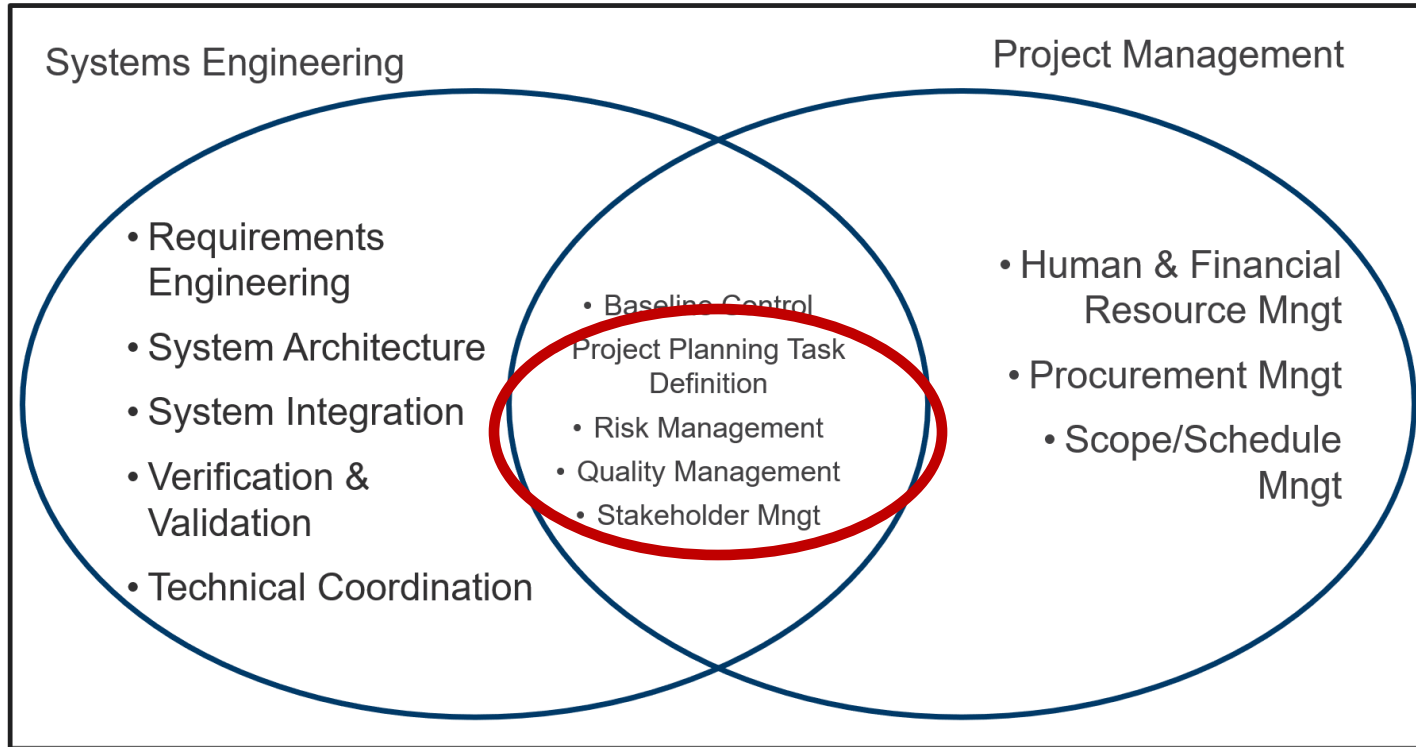 Systems Engineering
Project Management
• Requirements
Engineering
• System Architecture
• System Integration
• Verification &
Validation
• Technical Coordination
• Baseline Control
Project Planning Task
Definition
• Risk Management
• Quality Management
• Stakeholder Mngt
• Human & Financial
Resource Mngt
• Procurement Mngt
• Scope/Schedule
Mngt